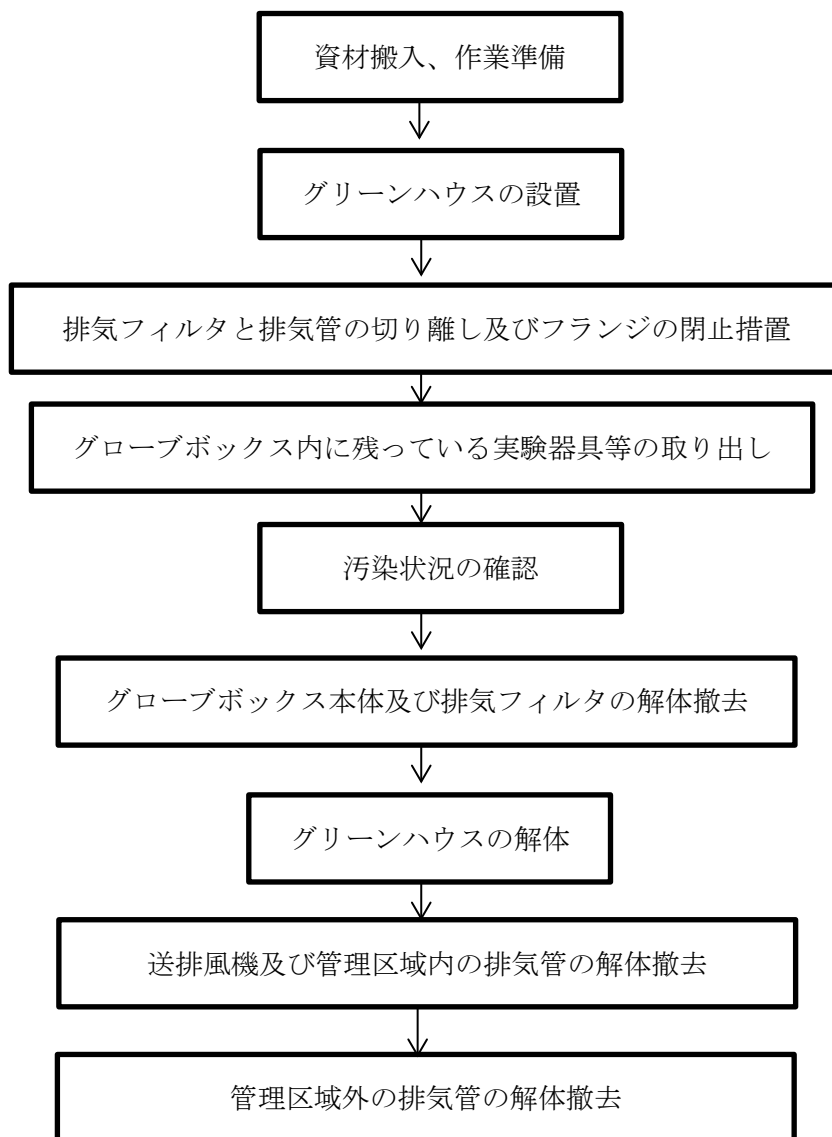 資材搬入、作業準備
グリーンハウスの設置
排気フィルタと排気管の切り離し及びフランジの閉止措置
グローブボックス内に残っている実験器具等の取り出し
汚染状況の確認
グローブボックス本体及び排気フィルタの解体撤去
グリーンハウスの解体
送排風機及び管理区域内の排気管の解体撤去
管理区域外の排気管の解体撤去